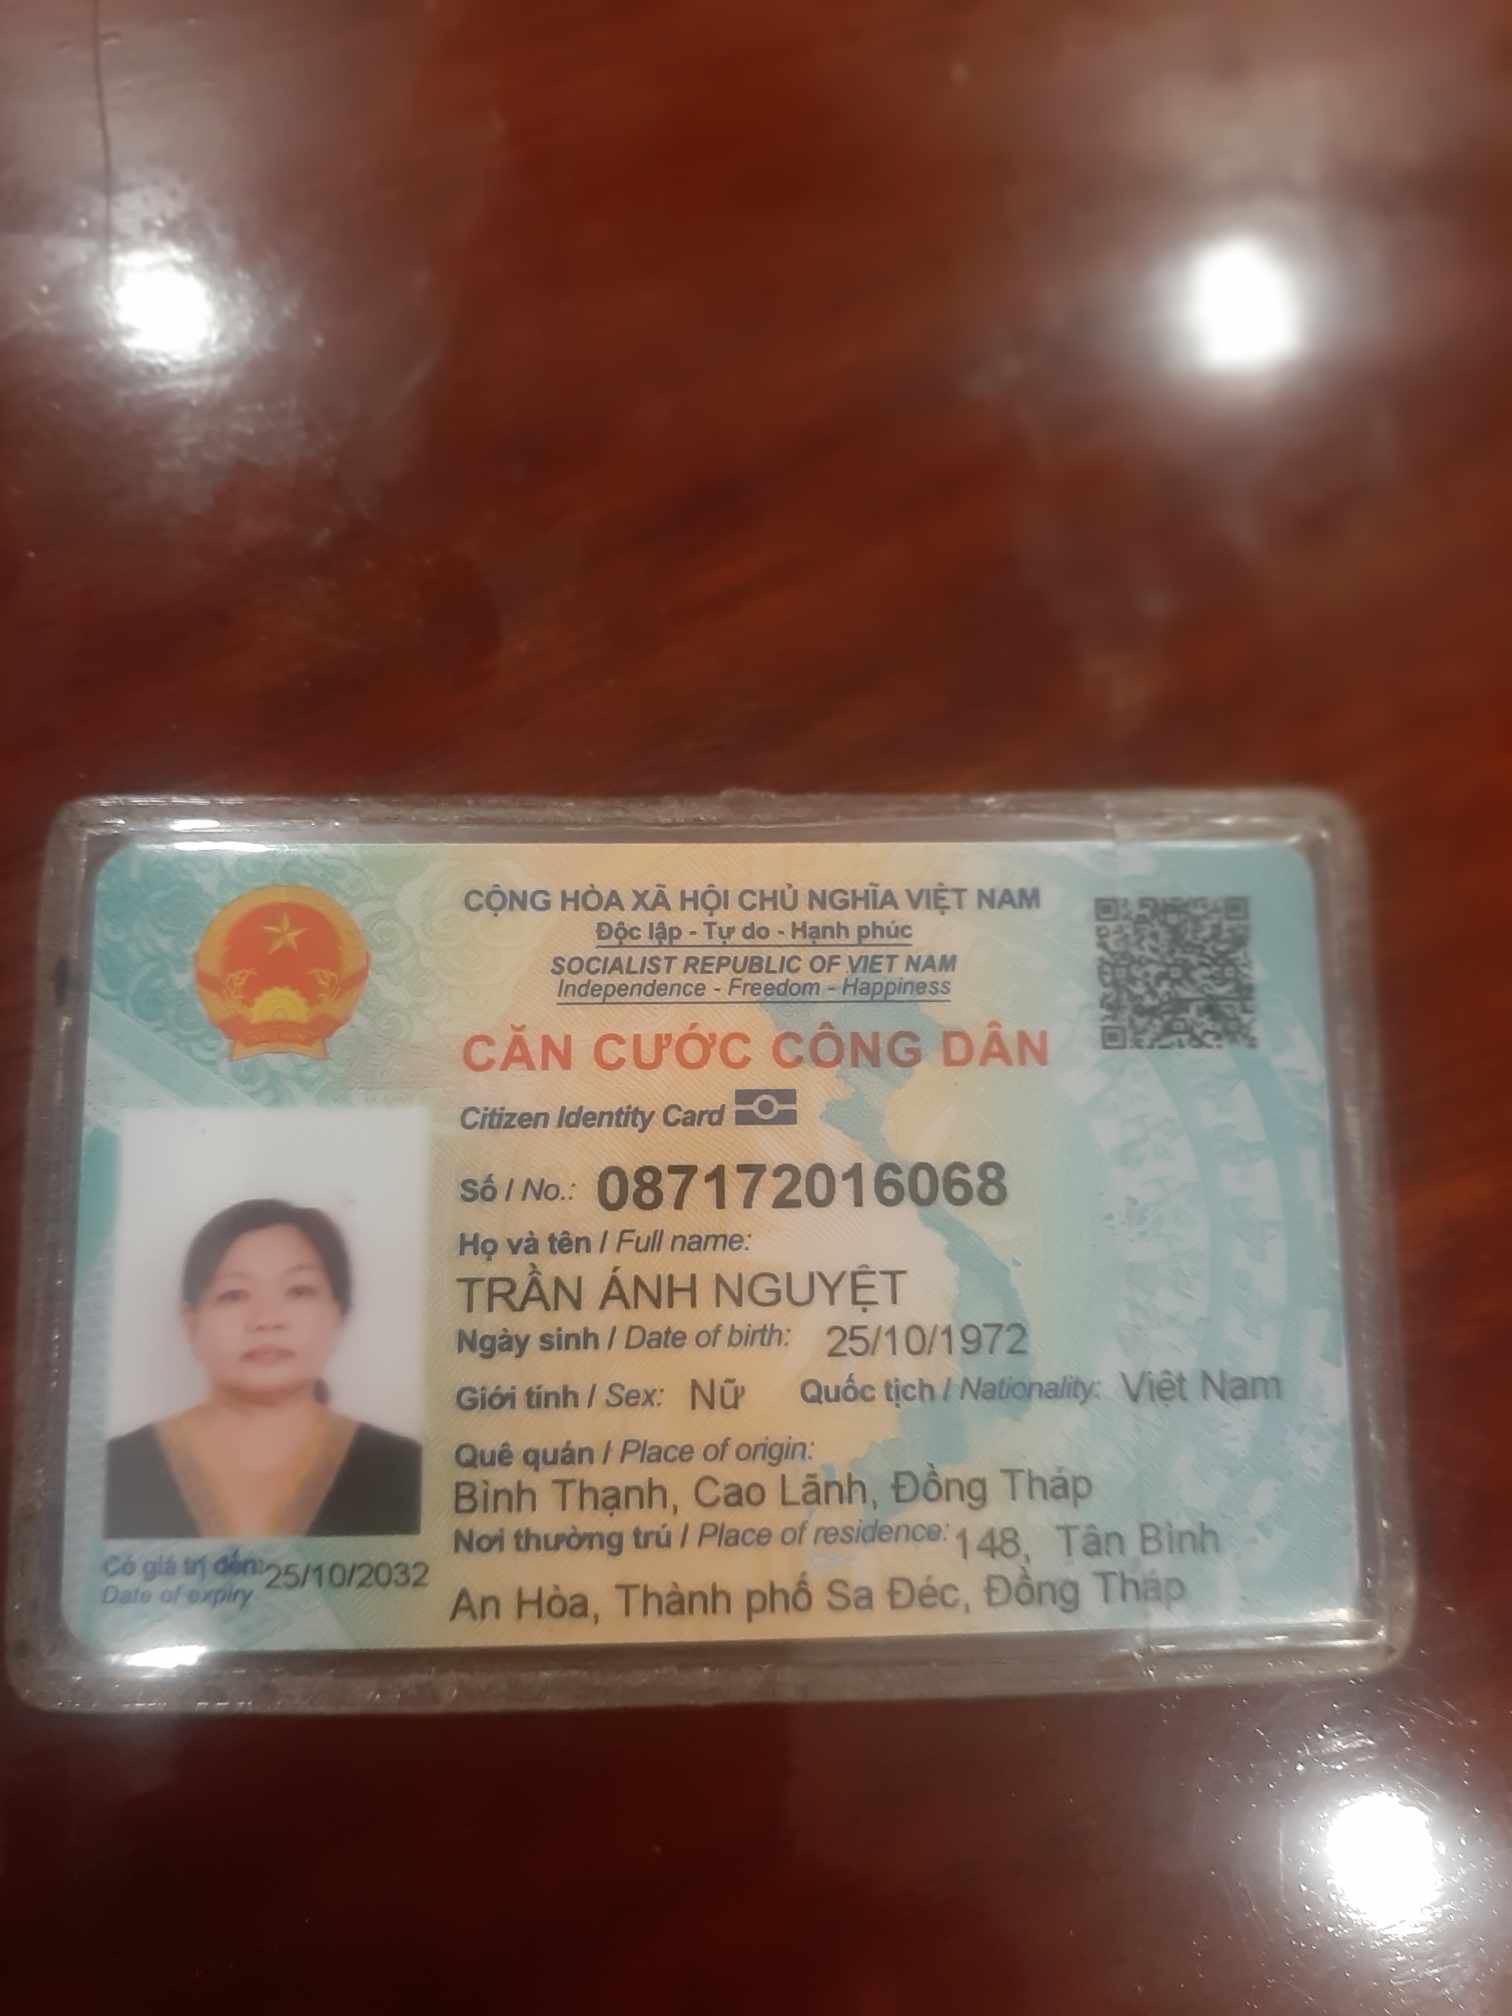 CỘNG HÒA XÃ HỘI CHỦ NGHĨA VIỆT NAM
Độc lập - Tự do - Hạnh phúc
SOCIALIST REPUBLIC OF VIET NAM
Independence - Freedom - Happiness
CĂN CƯỚC CÔNG DÂN
Citizen Identity Card
Số / No.: 087172016068
Họ và tên / Full name:
TRẦN ÁNH NGUYỆT
Ngày sinh / Date of birth: 25/10/1972
Giới tính / Sex: Nữ Quốc tịch / Nationality: Việt Nam
Quê quán / Place of origin:
Bình Thạnh, Cao Lãnh, Đồng Tháp
Nơi thường trú / Place of residence: 148, Tân Bình
An Hòa, Thành phố Sa Đéc, Đồng Tháp
Có giá trị đến: 25/10/2032
Date of expiry